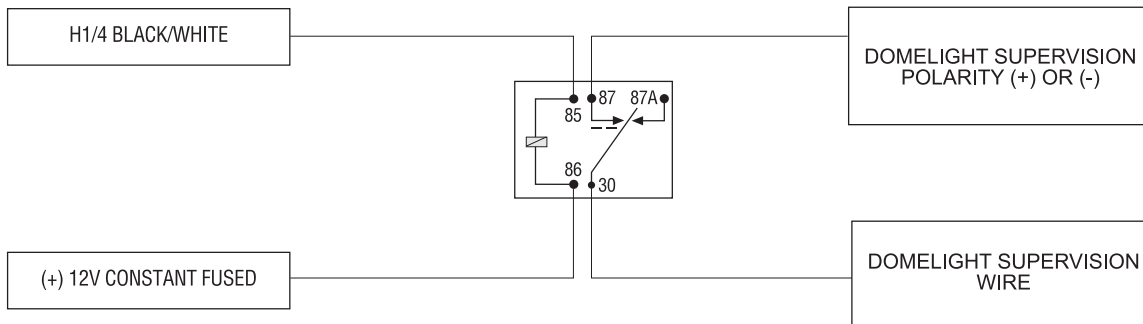 H1/4 BLACK/WHITE
DOMELIGHT SUPERVISION
POLARITY (+) OR (-)
87
87A
85
86
30
(+) 12V CONSTANT FUSED
DOMELIGHT SUPERVISION
WIRE